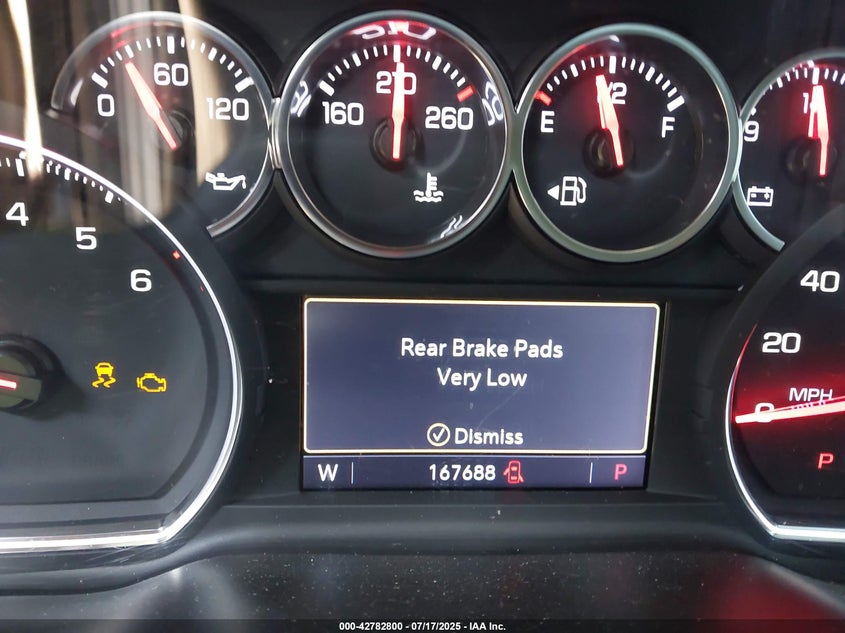 0 60 120
160 210 260
E 1/2 F
9
4
5
6
Rear Brake Pads
Very Low
Dismiss
W 167688 P
40
20
0
MPH
P
000-42782800 - 07/17/2025 - IAA Inc.